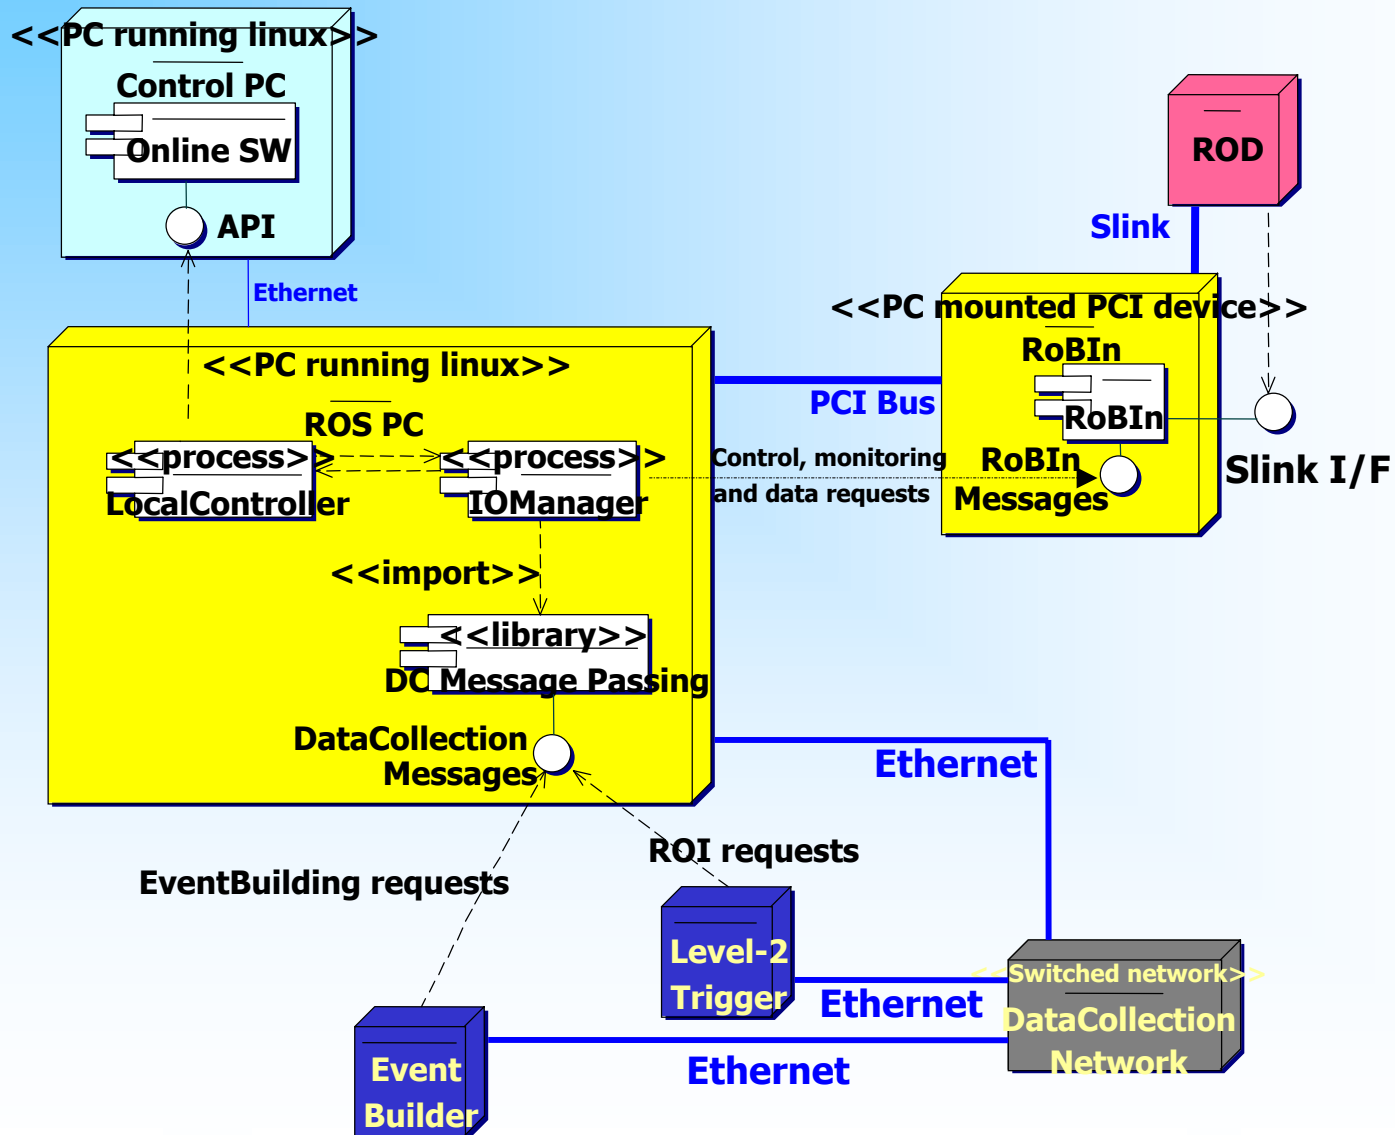 <<PC running linux>>
Control PC
Online SW
API
Ethernet
ROD
Slink
<<PC mounted PCI device>>
RoBIn
RoBIn
RoBIn
Messages
Slink I/F
PCI Bus
Control, monitoring
and data requests
<<PC running linux>>
ROS PC
<<process>>
LocalController
<<process>>
IOManager
<<import>>
<<library>>
DC Message Passing
DataCollection
Messages
Ethernet
ROI requests
EventBuilding requests
Level-2
Trigger
Ethernet
<<Switched network>>
DataCollection
Network
Event
Builder
Ethernet